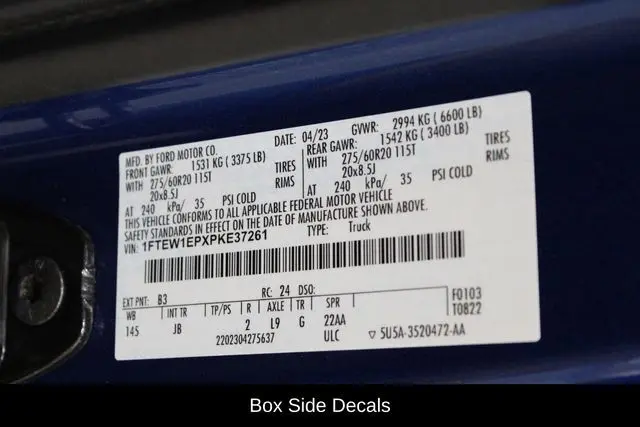 MFD. BY FORD MOTOR CO.
DATE: 04/23
GVWR: 2994 KG ( 6600 LB)
FRONT GAWR: 1531 KG ( 3375 LB)
REAR GAWR: 1542 KG ( 3400 LB)
WITH 275/60R20 115T TIRES
WITH 275/60R20 115T TIRES
20x8.5J RIMS
20x8.5J RIMS
AT 240 kPa/ 35 PSI COLD
AT 240 kPa/ 35 PSI COLD
THIS VEHICLE CONFORMS TO ALL APPLICABLE FEDERAL MOTOR VEHICLE
SAFETY STANDARDS IN EFFECT ON THE DATE OF MANUFACTURE SHOWN ABOVE.
VIN: 1FTEW1EPXPKE37261
TYPE: Truck
EXT PNT: B3 RC: 24 DSO: F0103
WB INT TR TP/PS R AXLE TR SPR T0822
145 JB 2 L9 G 22AA
2202304275637 ULC ▽ 5U5A-3520472-AA
Box Side Decals